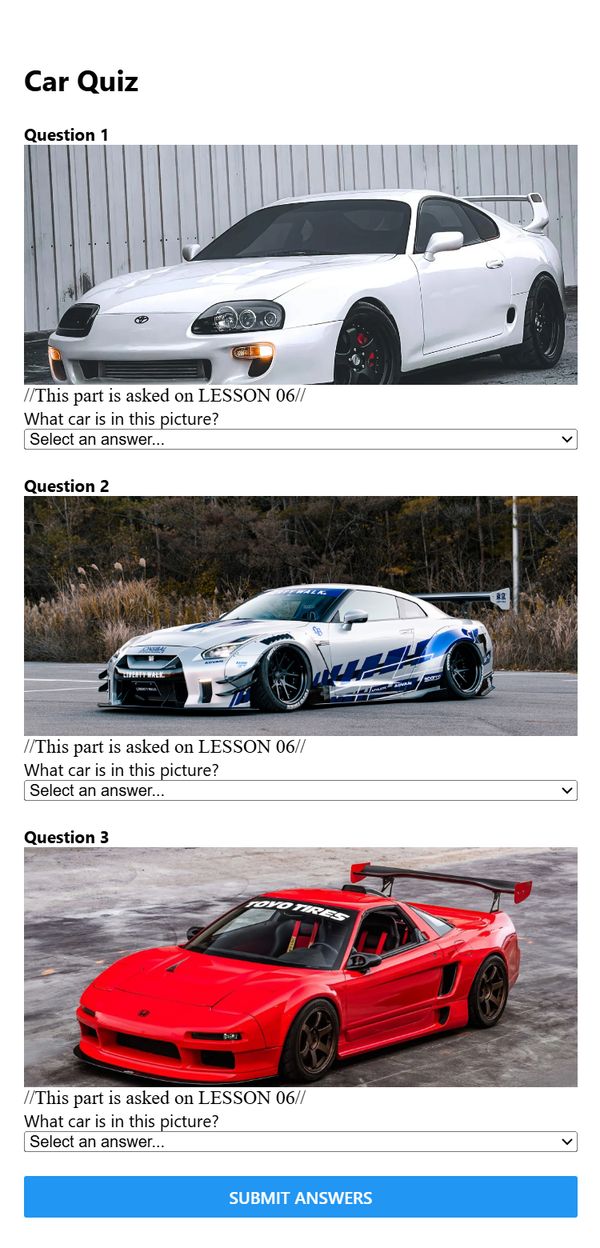 Car Quiz
Question 1
//This part is asked on LESSON 06//
What car is in this picture?
Select an answer...
Question 2
LIBERTY WALK.
//This part is asked on LESSON 06//
What car is in this picture?
Select an answer...
Question 3
TOYO TIRES
//This part is asked on LESSON 06//
What car is in this picture?
Select an answer...
SUBMIT ANSWERS